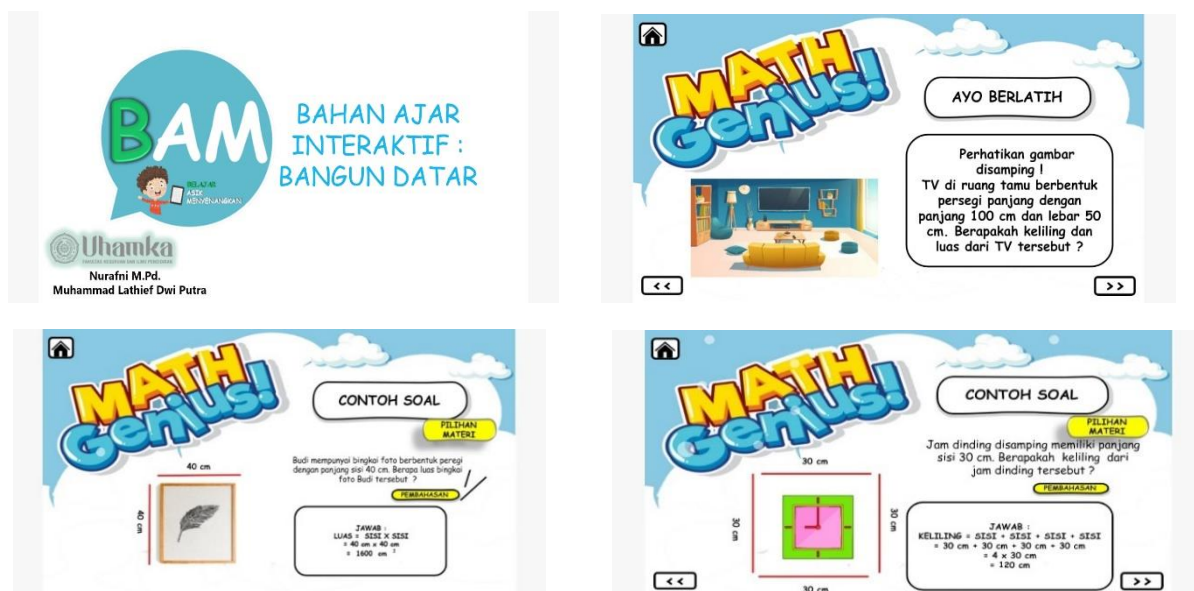 BAM
BELAJAR
ASIK
MENYENANGKAN
BAHAN AJAR
INTERAKTIF :
BANGUN DATAR
Uhamka
Nurafni M.Pd.
Muhammad Lathief Dwi Putra
MATH
Genius!
AYO BERLATIH
Perhatikan gambar
disamping !
TV di ruang tamu berbentuk
persegi panjang dengan
panjang 100 cm dan lebar 50
cm. Berapakah keliling dan
luas dari TV tersebut ?
<<
>>
MATH
Genius!
CONTOH SOAL
PILIHAN
MATERI
Budi mempunyai bingkai foto berbentuk peregi
dengan panjang sisi 40 cm. Berapa luas bingkai
foto Budi tersebut ?
PEMBAHASAN
40 cm
40 cm
JAWAB :
LUAS = SISI X SISI
= 40 cm x 40 cm
= 1600 cm
MATH
Genius!
CONTOH SOAL
PILIHAN
MATERI
Jam dinding disamping memiliki panjang
sisi 30 cm. Berapakah keliling dari
jam dinding tersebut ?
PEMBAHASAN
30 cm
30 cm
30 cm
30 cm
JAWAB :
KELILING = SISI + SISI + SISI + SISI
= 30 cm + 30 cm + 30 cm + 30 cm
= 4 x 30 cm
= 120 cm
<<
>>